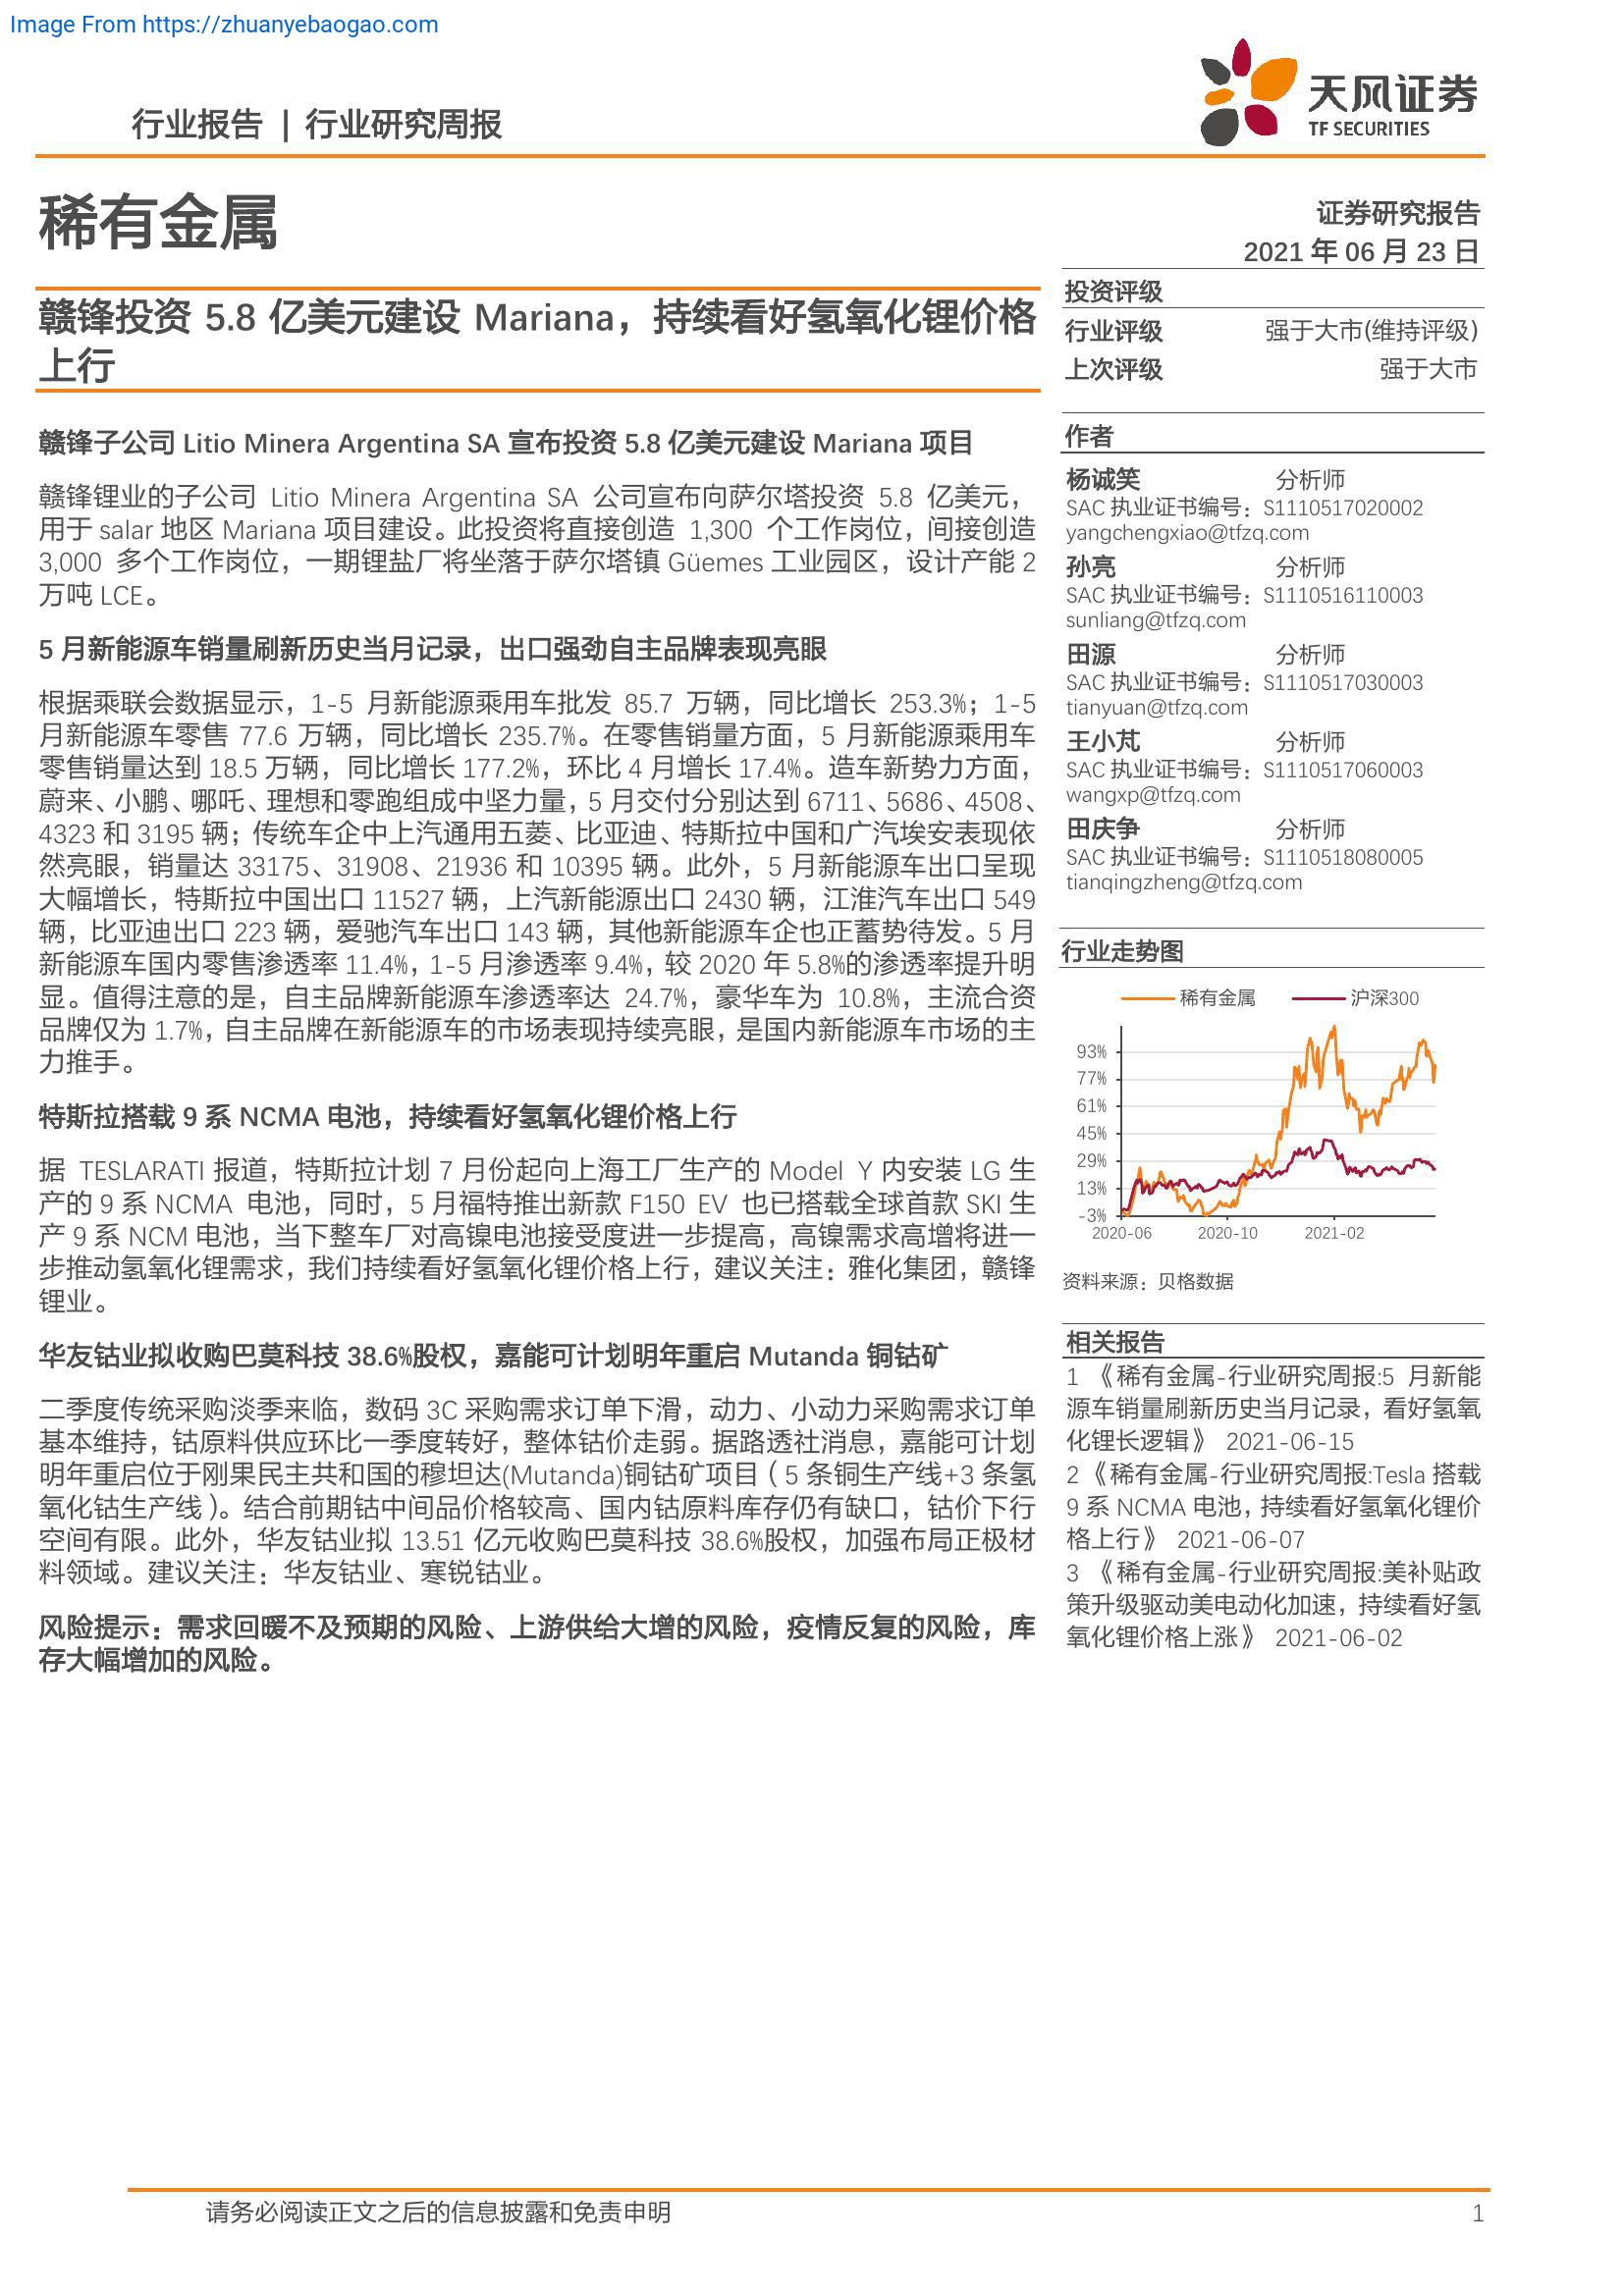 Image From https://zhuanyebaogao.com
天风证券
TF SECURITIES
行业报告 | 行业研究周报
稀有金属
证券研究报告
2021 年 06 月 23 日
赣锋投资 5.8 亿美元建设 Mariana，持续看好氢氧化锂价格
上行
赣锋子公司 Litio Minera Argentina SA 宣布投资 5.8 亿美元建设 Mariana 项目
赣锋锂业的子公司 Litio Minera Argentina SA 公司宣布向萨尔塔投资 5.8 亿美元，
用于 salar 地区 Mariana 项目建设。此投资将直接创造 1,300 个工作岗位，间接创造
3,000 多个工作岗位，一期锂盐厂将坐落于萨尔塔镇 Güemes 工业园区，设计产能 2
万吨 LCE。
5 月新能源车销量刷新历史当月记录，出口强劲自主品牌表现亮眼
根据乘联会数据显示，1-5 月新能源乘用车批发 85.7 万辆，同比增长 253.3%；1-5
月新能源车零售 77.6 万辆，同比增长 235.7%。在零售销量方面，5 月新能源乘用车
零售销量达到 18.5 万辆，同比增长 177.2%，环比 4 月增长 17.4%。造车新势力方面，
蔚来、小鹏、哪吒、理想和零跑组成中坚力量，5 月交付分别达到 6711、5686、4508、
4323 和 3195 辆；传统车企中上汽通用五菱、比亚迪、特斯拉中国和广汽埃安表现依
然亮眼，销量达 33175、31908、21936 和 10395 辆。此外，5 月新能源车出口呈现
大幅增长，特斯拉中国出口 11527 辆，上汽新能源出口 2430 辆，江淮汽车出口 549
辆，比亚迪出口 223 辆，爱驰汽车出口 143 辆，其他新能源车企也正蓄势待发。5 月
新能源车国内零售渗透率 11.4%，1-5 月渗透率 9.4%，较 2020 年 5.8%的渗透率提升明
显。值得注意的是，自主品牌新能源车渗透率达 24.7%，豪华车为 10.8%，主流合资
品牌仅为 1.7%，自主品牌在新能源车的市场表现持续亮眼，是国内新能源车市场的主
力推手。
特斯拉搭载 9 系 NCMA 电池，持续看好氢氧化锂价格上行
据 TESLARATI 报道，特斯拉计划 7 月份起向上海工厂生产的 Model Y 内安装 LG 生
产的 9 系 NCMA 电池，同时，5 月福特推出新款 F150 EV 也已搭载全球首款 SKI 生
产 9 系 NCM 电池，当下整车厂对高镍电池接受度进一步提高，高镍需求高增将进一
步推动氢氧化锂需求，我们持续看好氢氧化锂价格上行，建议关注：雅化集团，赣锋
锂业。
华友钴业拟收购巴莫科技 38.6%股权，嘉能可计划明年重启 Mutanda 铜钴矿
二季度传统采购淡季来临，数码 3C 采购需求订单下滑，动力、小动力采购需求订单
基本维持，钴原料供应环比一季度转好，整体钴价走弱。据路透社消息，嘉能可计划
明年重启位于刚果民主共和国的穆坦达(Mutanda)铜钴矿项目（5 条铜生产线+3 条氢
氧化钴生产线）。结合前期钴中间品价格较高、国内钴原料库存仍有缺口，钴价下行
空间有限。此外，华友钴业拟 13.51 亿元收购巴莫科技 38.6%股权，加强布局正极材
料领域。建议关注：华友钴业、寒锐钴业。
风险提示：需求回暖不及预期的风险、上游供给大增的风险，疫情反复的风险，库
存大幅增加的风险。
投资评级
行业评级 强于大市(维持评级)
上次评级 强于大市
作者
杨诚笑 分析师
SAC 执业证书编号：S1110517020002
yangchengxiao@tfzq.com
孙亮 分析师
SAC 执业证书编号：S1110516110003
sunliang@tfzq.com
田源 分析师
SAC 执业证书编号：S1110517030003
tianyuan@tfzq.com
王小芃 分析师
SAC 执业证书编号：S1110517060003
wangxp@tfzq.com
田庆争 分析师
SAC 执业证书编号：S1110518080005
tianqingzheng@tfzq.com
行业走势图
稀有金属 沪深300
93%
77%
61%
45%
29%
13%
-3%
2020-06 2020-10 2021-02
资料来源：贝格数据
相关报告
1 《稀有金属-行业研究周报:5 月新能
源车销量刷新历史当月记录，看好氢氧
化锂长逻辑》 2021-06-15
2 《稀有金属-行业研究周报:Tesla 搭载
9 系 NCMA 电池，持续看好氢氧化锂价
格上行》 2021-06-07
3 《稀有金属-行业研究周报:美补贴政
策升级驱动美电动化加速，持续看好氢
氧化锂价格上涨》 2021-06-02
请务必阅读正文之后的信息披露和免责申明 1